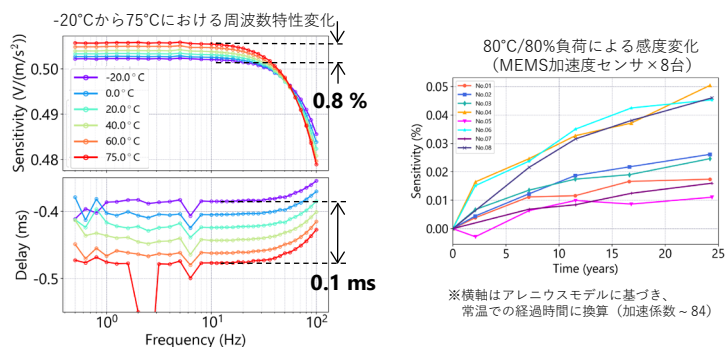 -20°Cから75°Cにおける周波数特性変化
Sensitivity (V/(m/s²))
0.50
0.49
0.48
-20.0°C
0.0°C
20.0°C
40.0°C
60.0°C
75.0°C
0.8 %
Delay (ms)
-0.4
-0.5
0.1 ms
10⁰
10¹
10²
Frequency (Hz)
80°C/80%負荷による感度変化
（MEMS加速度センサ×8台）
Sensitivity (%)
0.05
0.04
0.03
0.02
0.01
0.00
No.01
No.02
No.03
No.04
No.05
No.06
No.07
No.08
0
5
10
15
20
25
Time (years)
※横軸はアレニウスモデルに基づき、
常温での経過時間に換算（加速係数～84）